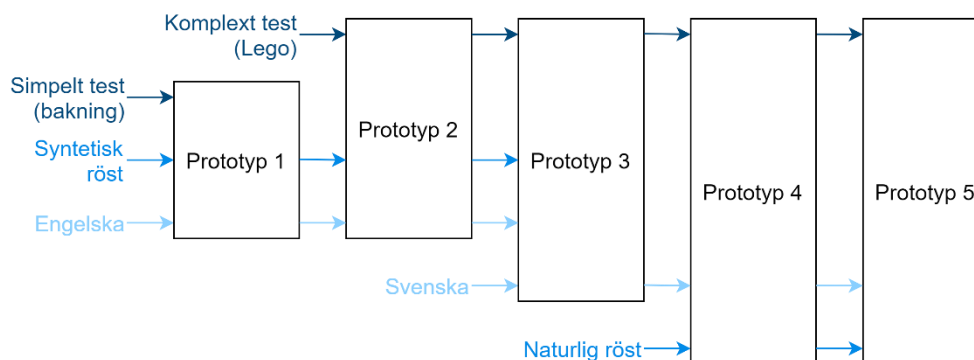 Komplext test
(Lego)
Simpelt test
(bakning)
Syntetisk
röst
Engelska
Prototyp 1
Prototyp 2
Prototyp 3
Prototyp 4
Prototyp 5
Svenska
Naturlig röst